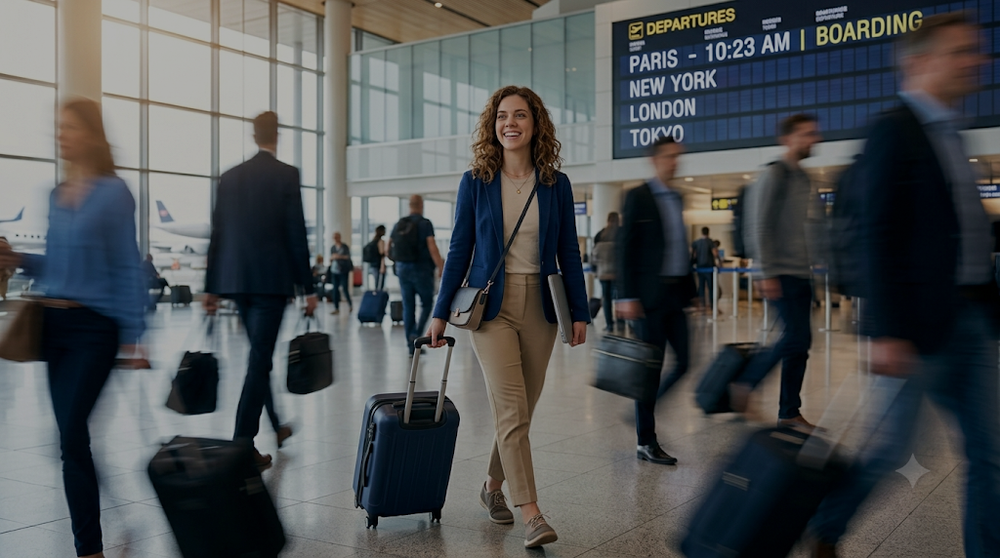 DEPARTURES
PARIS - 10:23 AM | BOARDING
NEW YORK
LONDON
TOKYO